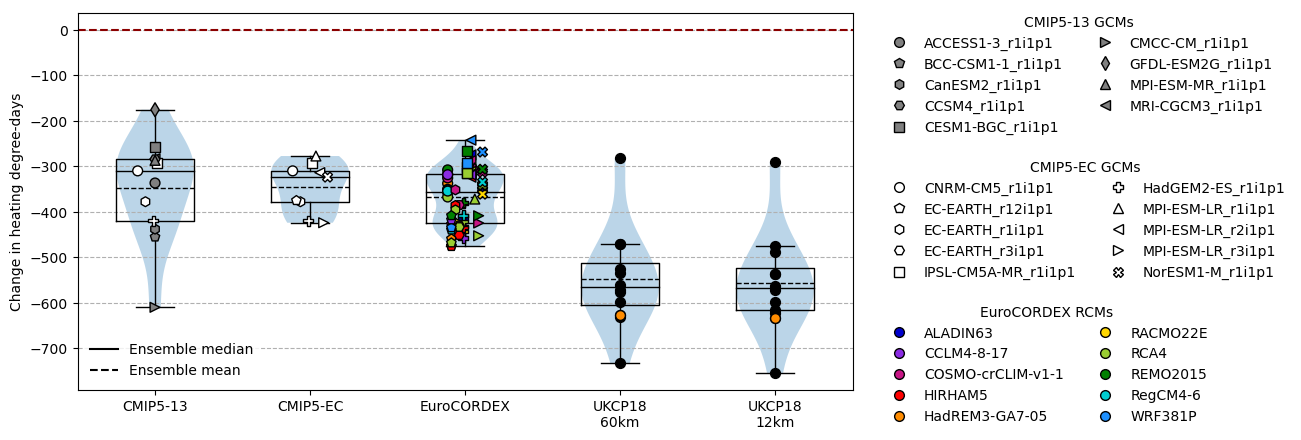 Change in heating degree-days
0
−100
−200
−300
−400
−500
−600
−700
Ensemble median
Ensemble mean
CMIP5-13
CMIP5-EC
EuroCORDEX
UKCP18
60km
UKCP18
12km
CMIP5-13 GCMs
ACCESS1-3_r1i1p1
BCC-CSM1-1_r1i1p1
CanESM2_r1i1p1
CCSM4_r1i1p1
CESM1-BGC_r1i1p1
CMCC-CM_r1i1p1
GFDL-ESM2G_r1i1p1
MPI-ESM-MR_r1i1p1
MRI-CGCM3_r1i1p1
CMIP5-EC GCMs
CNRM-CM5_r1i1p1
EC-EARTH_r12i1p1
EC-EARTH_r1i1p1
EC-EARTH_r3i1p1
IPSL-CM5A-MR_r1i1p1
HadGEM2-ES_r1i1p1
MPI-ESM-LR_r1i1p1
MPI-ESM-LR_r2i1p1
MPI-ESM-LR_r3i1p1
NorESM1-M_r1i1p1
EuroCORDEX RCMs
ALADIN63
CCLM4-8-17
COSMO-crCLIM-v1-1
HIRHAM5
HadREM3-GA7-05
RACMO22E
RCA4
REMO2015
RegCM4-6
WRF381P